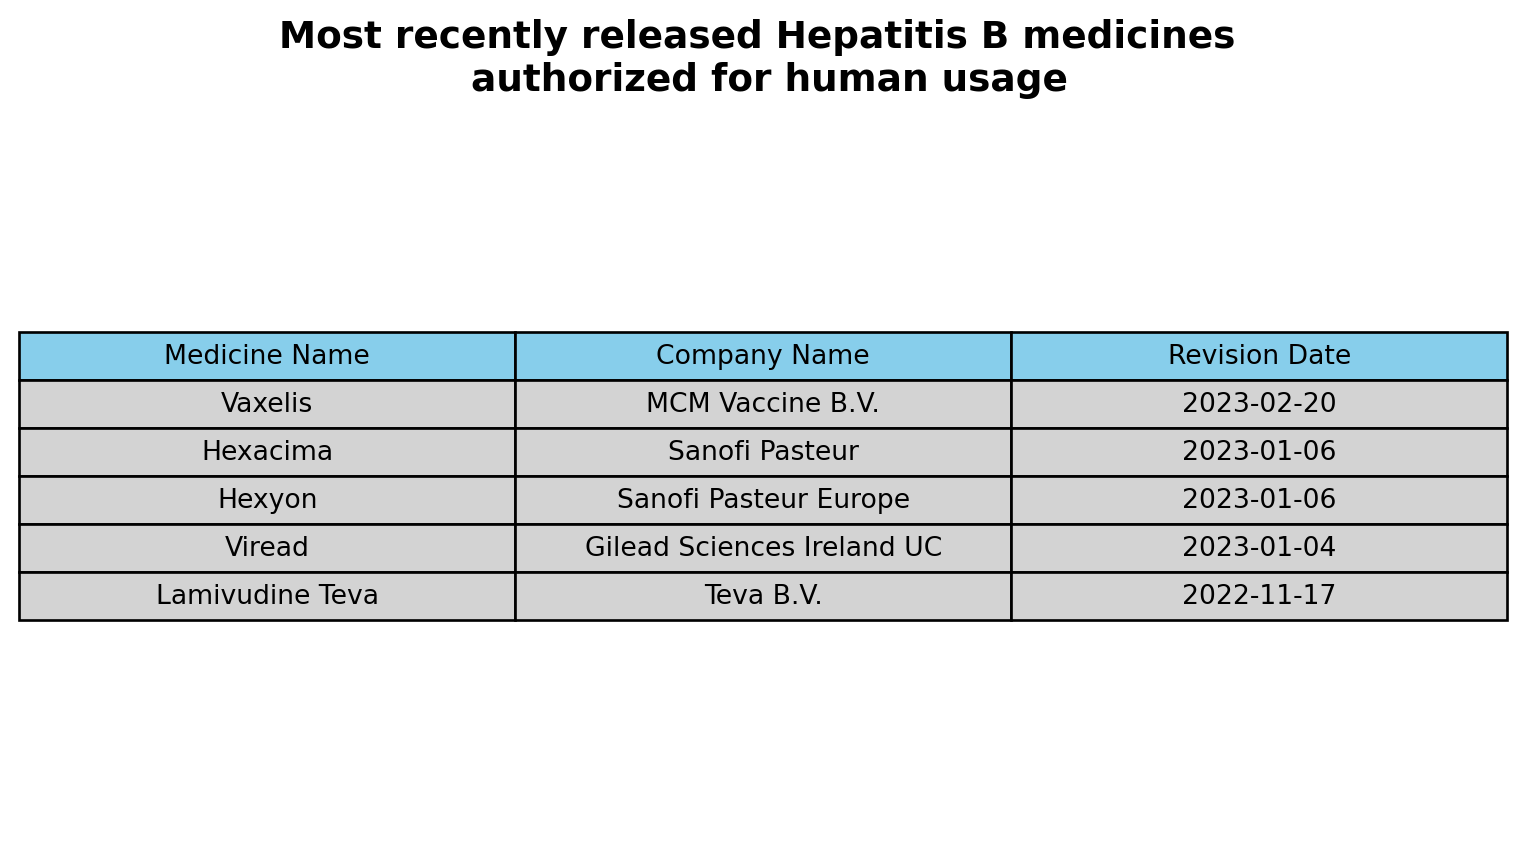 Most recently released Hepatitis B medicines
authorized for human usage
Medicine Name Company Name Revision Date
Vaxelis MCM Vaccine B.V. 2023-02-20
Hexacima Sanofi Pasteur 2023-01-06
Hexyon Sanofi Pasteur Europe 2023-01-06
Viread Gilead Sciences Ireland UC 2023-01-04
Lamivudine Teva Teva B.V. 2022-11-17